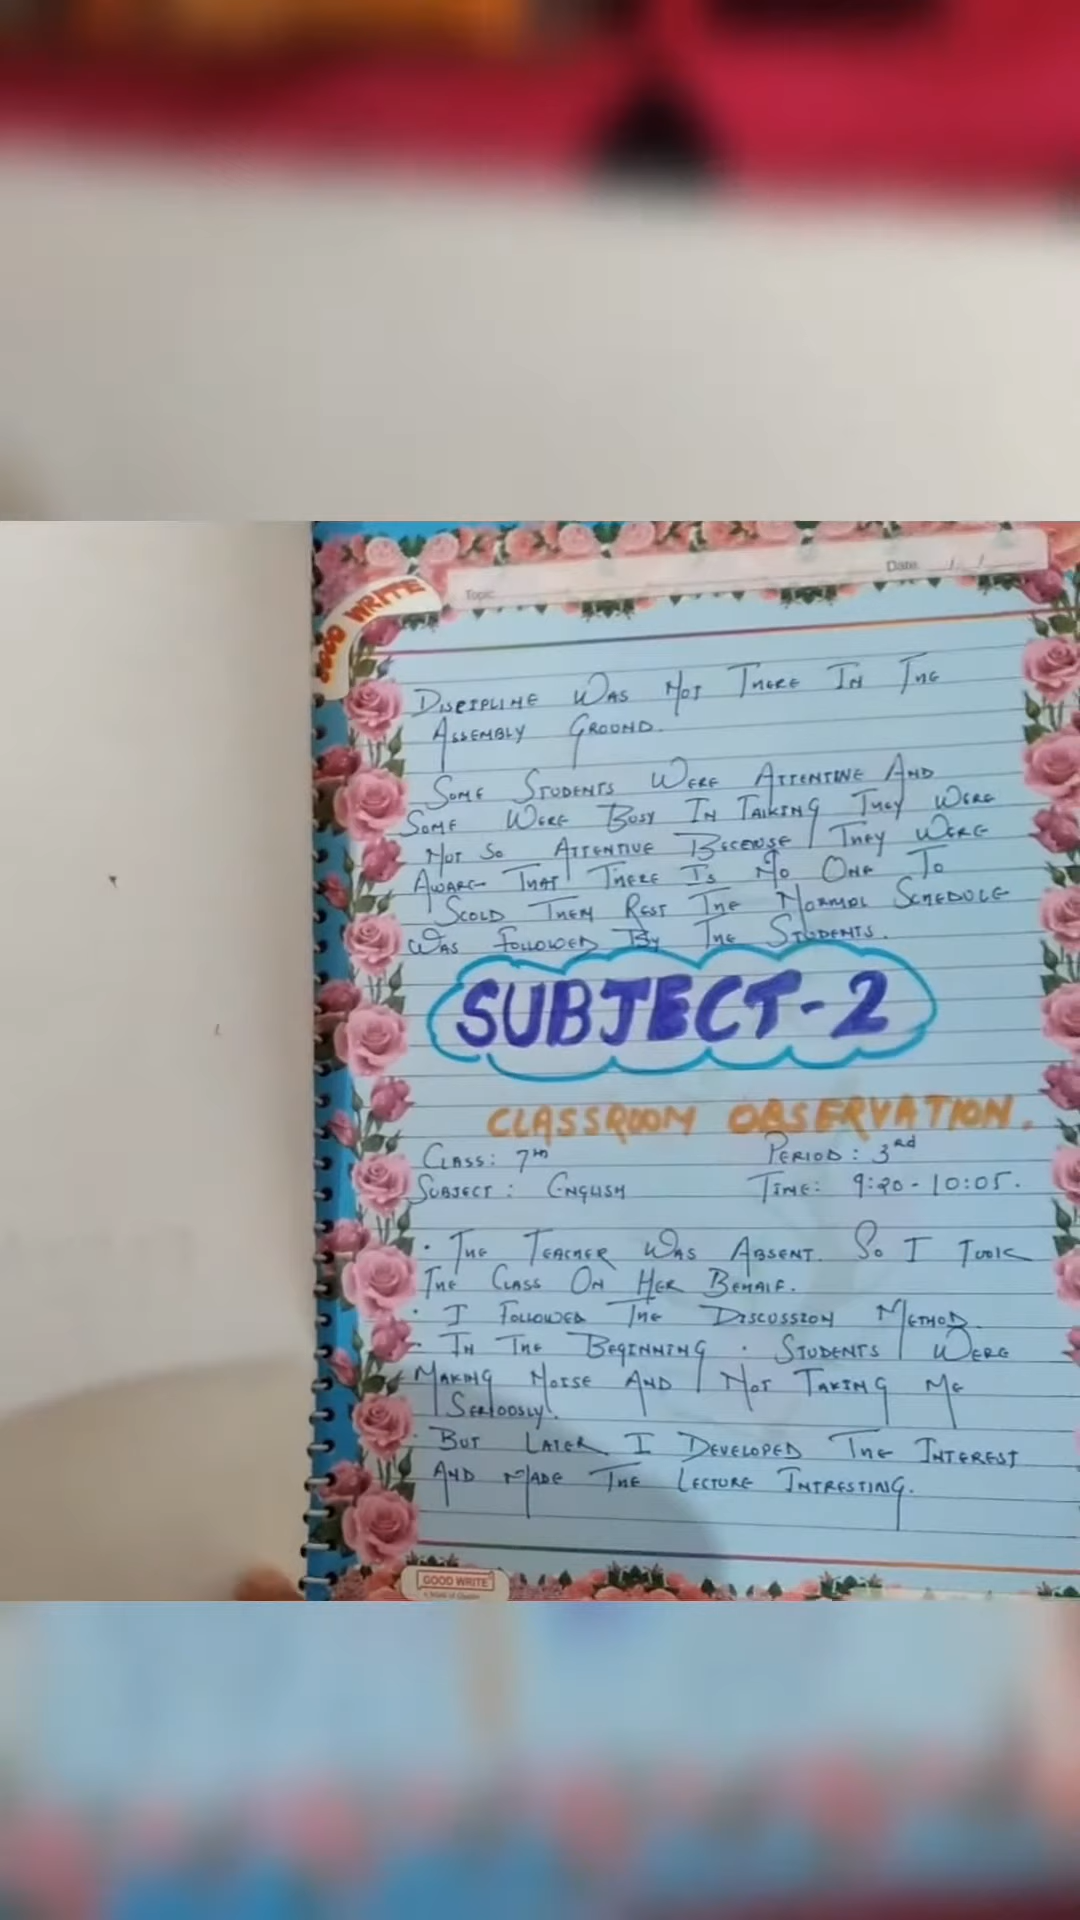 GOOD WRITE
Topic
Date / /
DISCIPLINE WAS NOT THERE IN THE
ASSEMBLY GROUND.
SOME STUDENTS WERE ATTENTIVE AND
SOME WERE BUSY IN TALKING THEY WERE
NOT SO ATTENTIVE BECEUSE THEY WERE
AWARE THAT THERE IS NO ONE TO
SCOLD THEM REST THE NORMAL SCHEDULE
WAS FOLLOWED BY THE STUDENTS.
SUBJECT-2
CLASSROOM OBSERVATION.
CLASS: 7th PERIOD: 3rd
SUBJECT: ENGLISH TIME: 9:20-10:05.
• THE TEACHER WAS ABSENT. SO I TOOK
THE CLASS ON HER BEHALF.
• I FOLLOWED THE DISCUSSION METHOD.
• IN THE BEGINNING . STUDENTS WERE
MAKING NOISE AND NOT TAKING ME
SERIOUSLY.
• BUT LATER I DEVELOPED THE INTEREST
AND MADE THE LECTURE INTRESTING.
GOOD WRITE